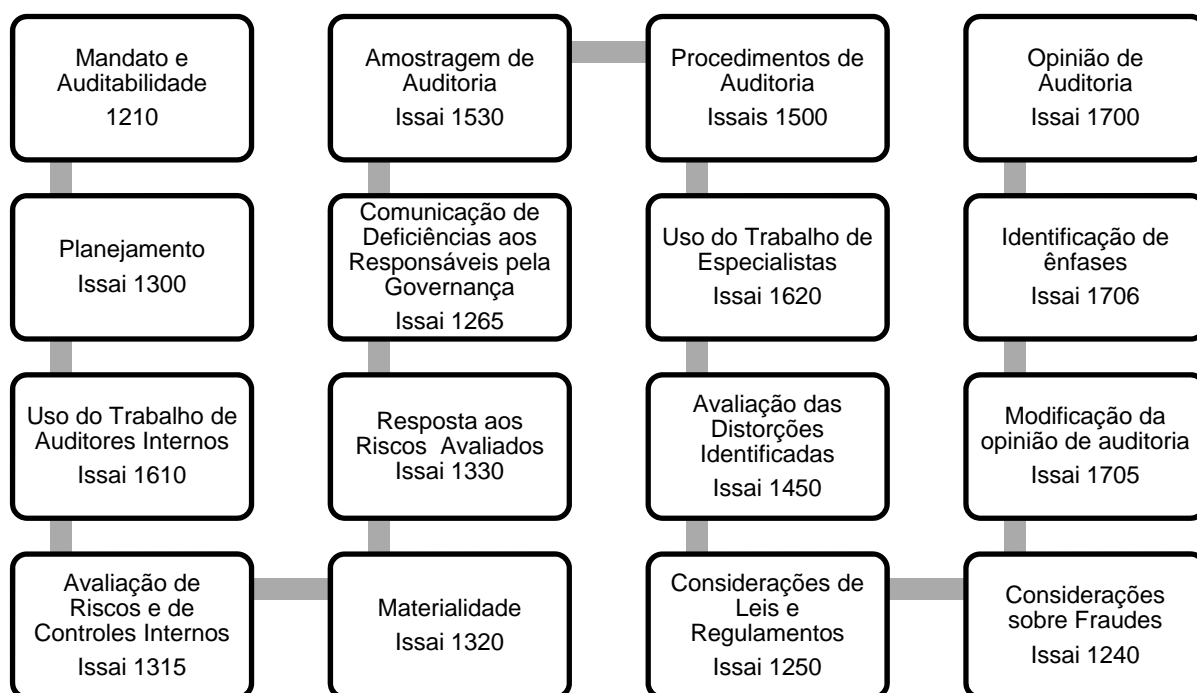 Mandato e
Auditabilidade
1210
Planejamento
Issai 1300
Uso do Trabalho de
Auditores Internos
Issai 1610
Avaliação de
Riscos e de
Controles Internos
Issai 1315
Materialidade
Issai 1320
Resposta aos
Riscos Avaliados
Issai 1330
Comunicação de
Deficiências aos
Responsáveis pela
Governança
Issai 1265
Amostragem de
Auditoria
Issai 1530
Procedimentos de
Auditoria
Issais 1500
Uso do Trabalho de
Especialistas
Issai 1620
Avaliação das
Distorções
Identificadas
Issai 1450
Considerações de
Leis e
Regulamentos
Issai 1250
Considerações
sobre Fraudes
Issai 1240
Modificação da
opinião de auditoria
Issai 1705
Identificação de
ênfases
Issai 1706
Opinião de
Auditoria
Issai 1700